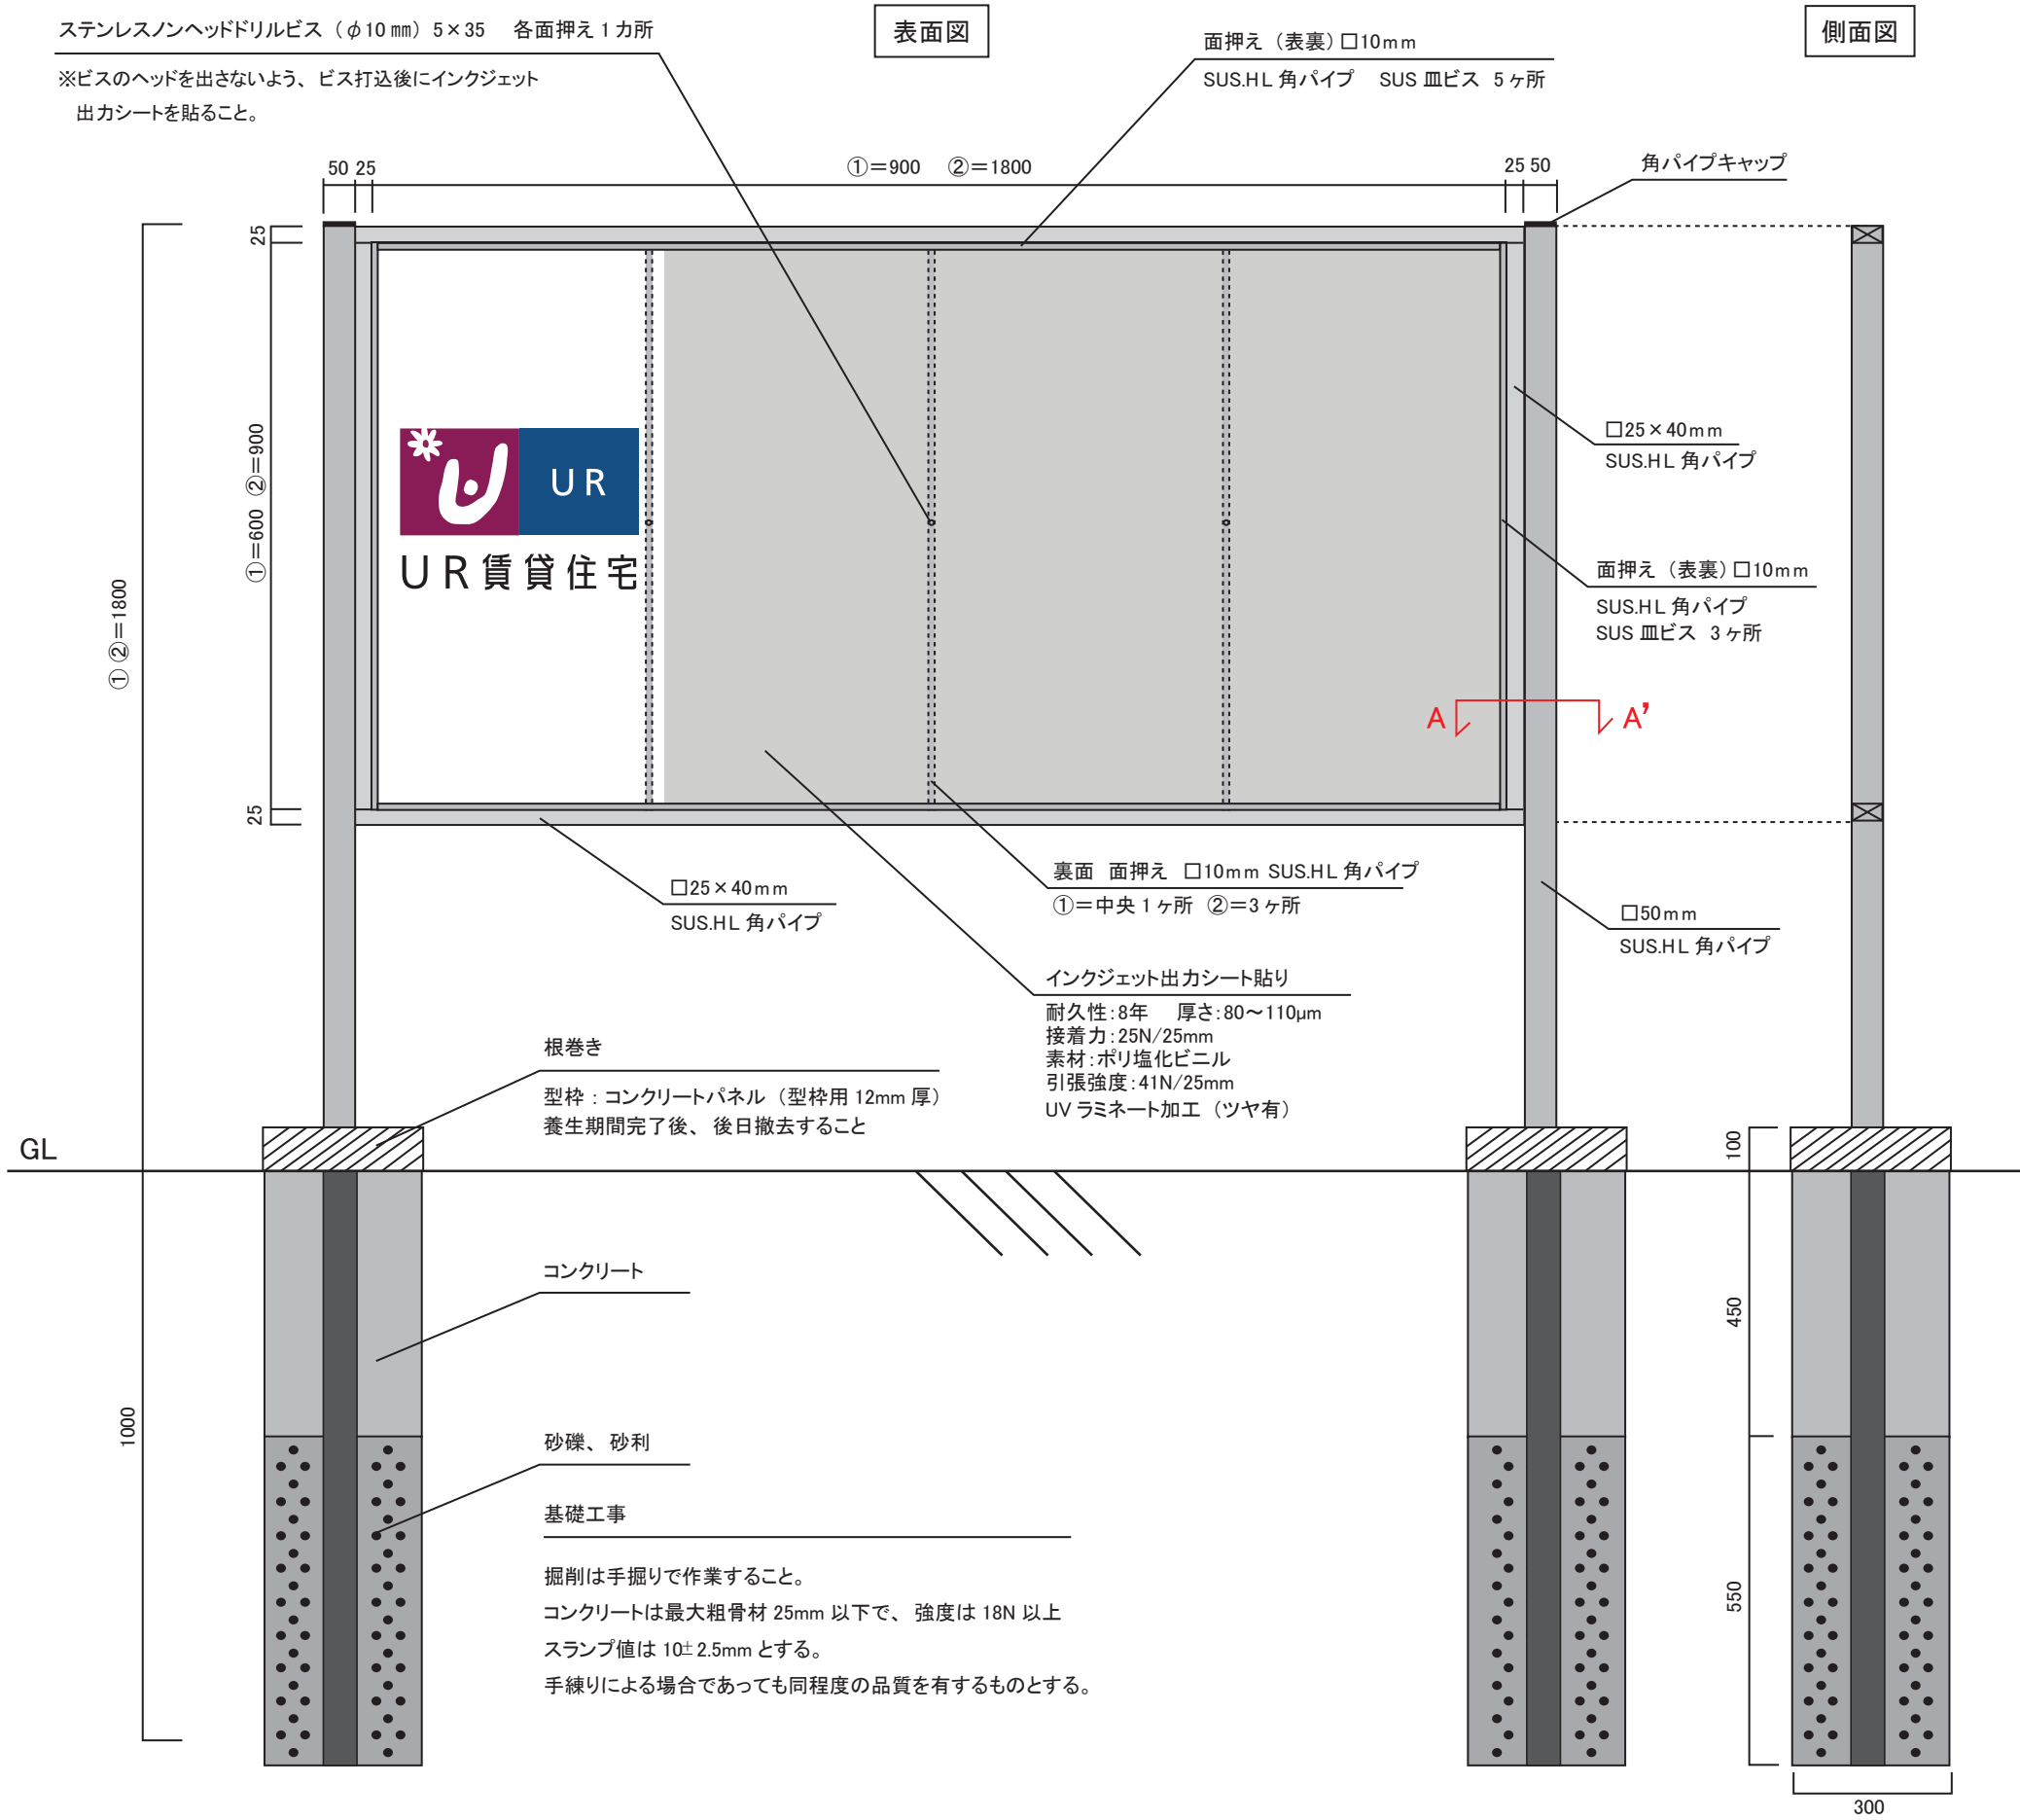 ステンレスノンヘッドドリルビス（φ10㎜）5×35　各面押え1カ所
※ビスのヘッドを出さないよう、ビス打込後にインクジェット
出力シートを貼ること。
表面図
面押え（表裏）□10mm
SUS.HL 角パイプ　SUS 皿ビス 5ヶ所
側面図
50 25
①=900　②=1800
25 50
角パイプキャップ
25
①=600 ②=900
25
①②=1800
1000
UR
UR賃貸住宅
□25×40mm
SUS.HL 角パイプ
面押え（表裏）□10mm
SUS.HL 角パイプ
SUS 皿ビス 3ヶ所
A A’
□25×40mm
SUS.HL 角パイプ
裏面 面押え □10mm SUS.HL 角パイプ
①=中央1ヶ所 ②=3ヶ所
□50mm
SUS.HL 角パイプ
インクジェット出力シート貼り
耐久性：8年　厚さ：80～110μm
接着力：25N/25mm
素材：ポリ塩化ビニル
引張強度：41N/25mm
UVラミネート加工（ツヤ有）
根巻き
型枠：コンクリートパネル（型枠用12mm厚）
養生期間完了後、後日撤去すること
GL
100
コンクリート
450
砂礫、砂利
550
基礎工事
掘削は手掘りで作業すること。
コンクリートは最大粗骨材25mm以下で、強度は18N以上
スランプ値は10±2.5mmとする。
手練りによる場合であっても同程度の品質を有するものとする。
300